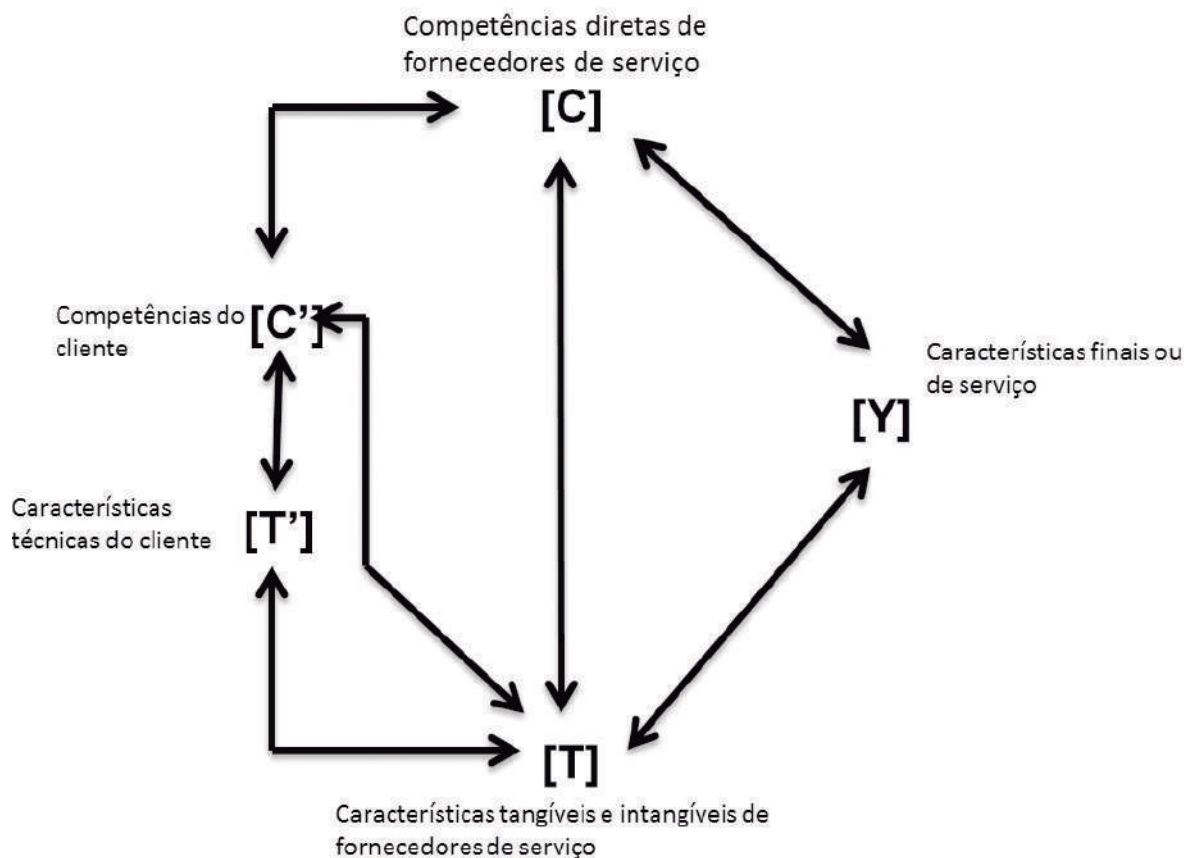 Competências diretas de
fornecedores de serviço
[C]
Competências do
cliente
[C']
Características finais ou
de serviço
[Y]
Características
técnicas do cliente
[T']
[T]
Características tangíveis e intangíveis de
fornecedores de serviço